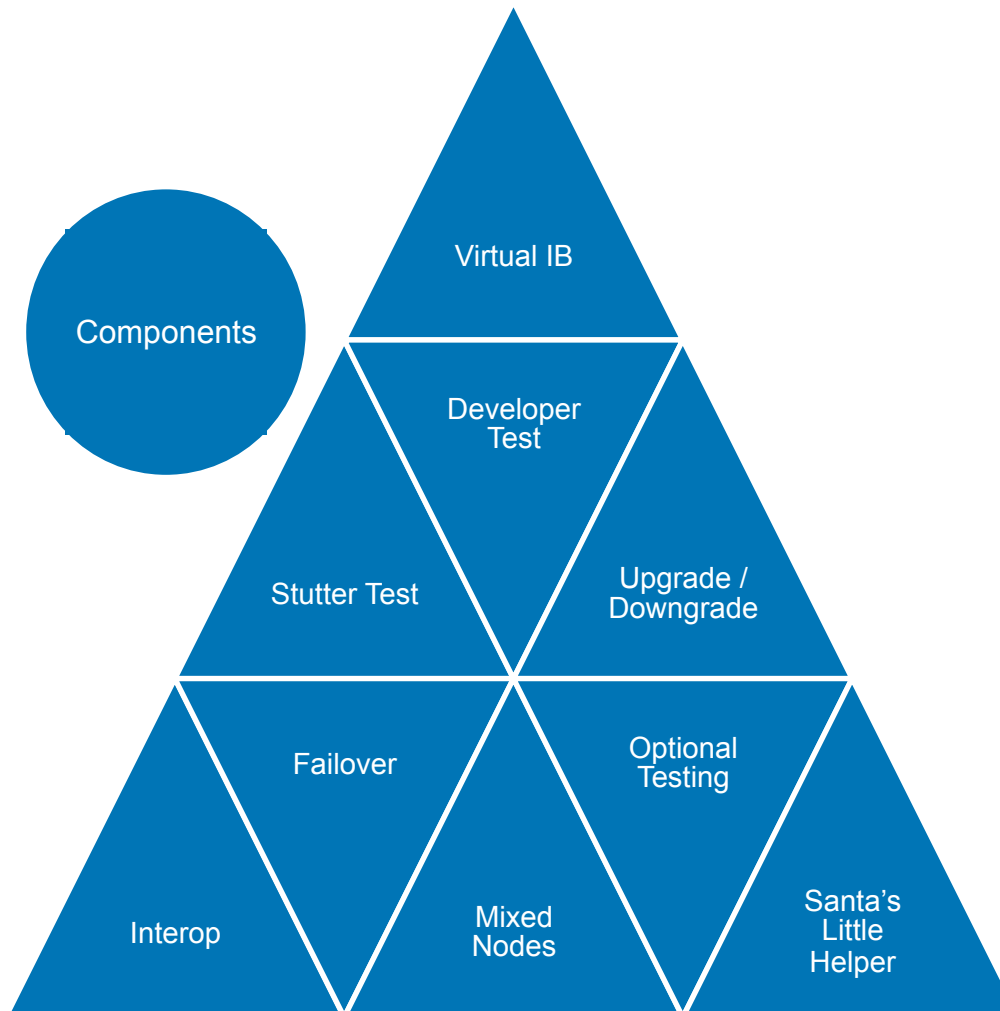 Virtual IB
Components
Developer
Test
Stutter Test
Upgrade /
Downgrade
Failover
Optional
Testing
Interop
Mixed
Nodes
Santa’s
Little
Helper